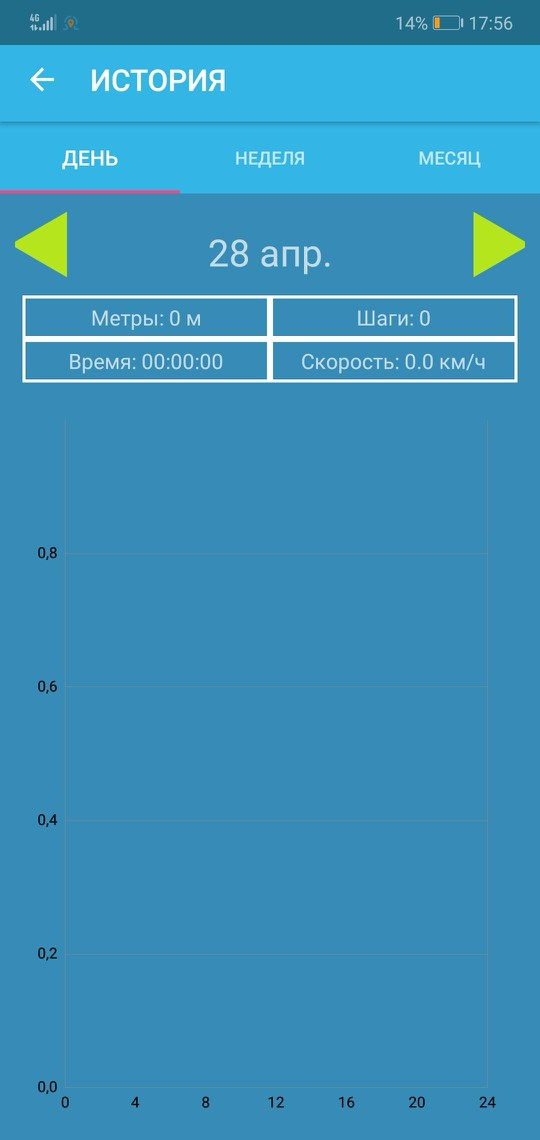 4G 14% 17:56
ИСТОРИЯ
ДЕНЬ НЕДЕЛЯ МЕСЯЦ
28 апр.
Метры: 0 м Шаги: 0
Время: 00:00:00 Скорость: 0.0 км/ч
0,8
0,6
0,4
0,2
0,0
0 4 8 12 16 20 24